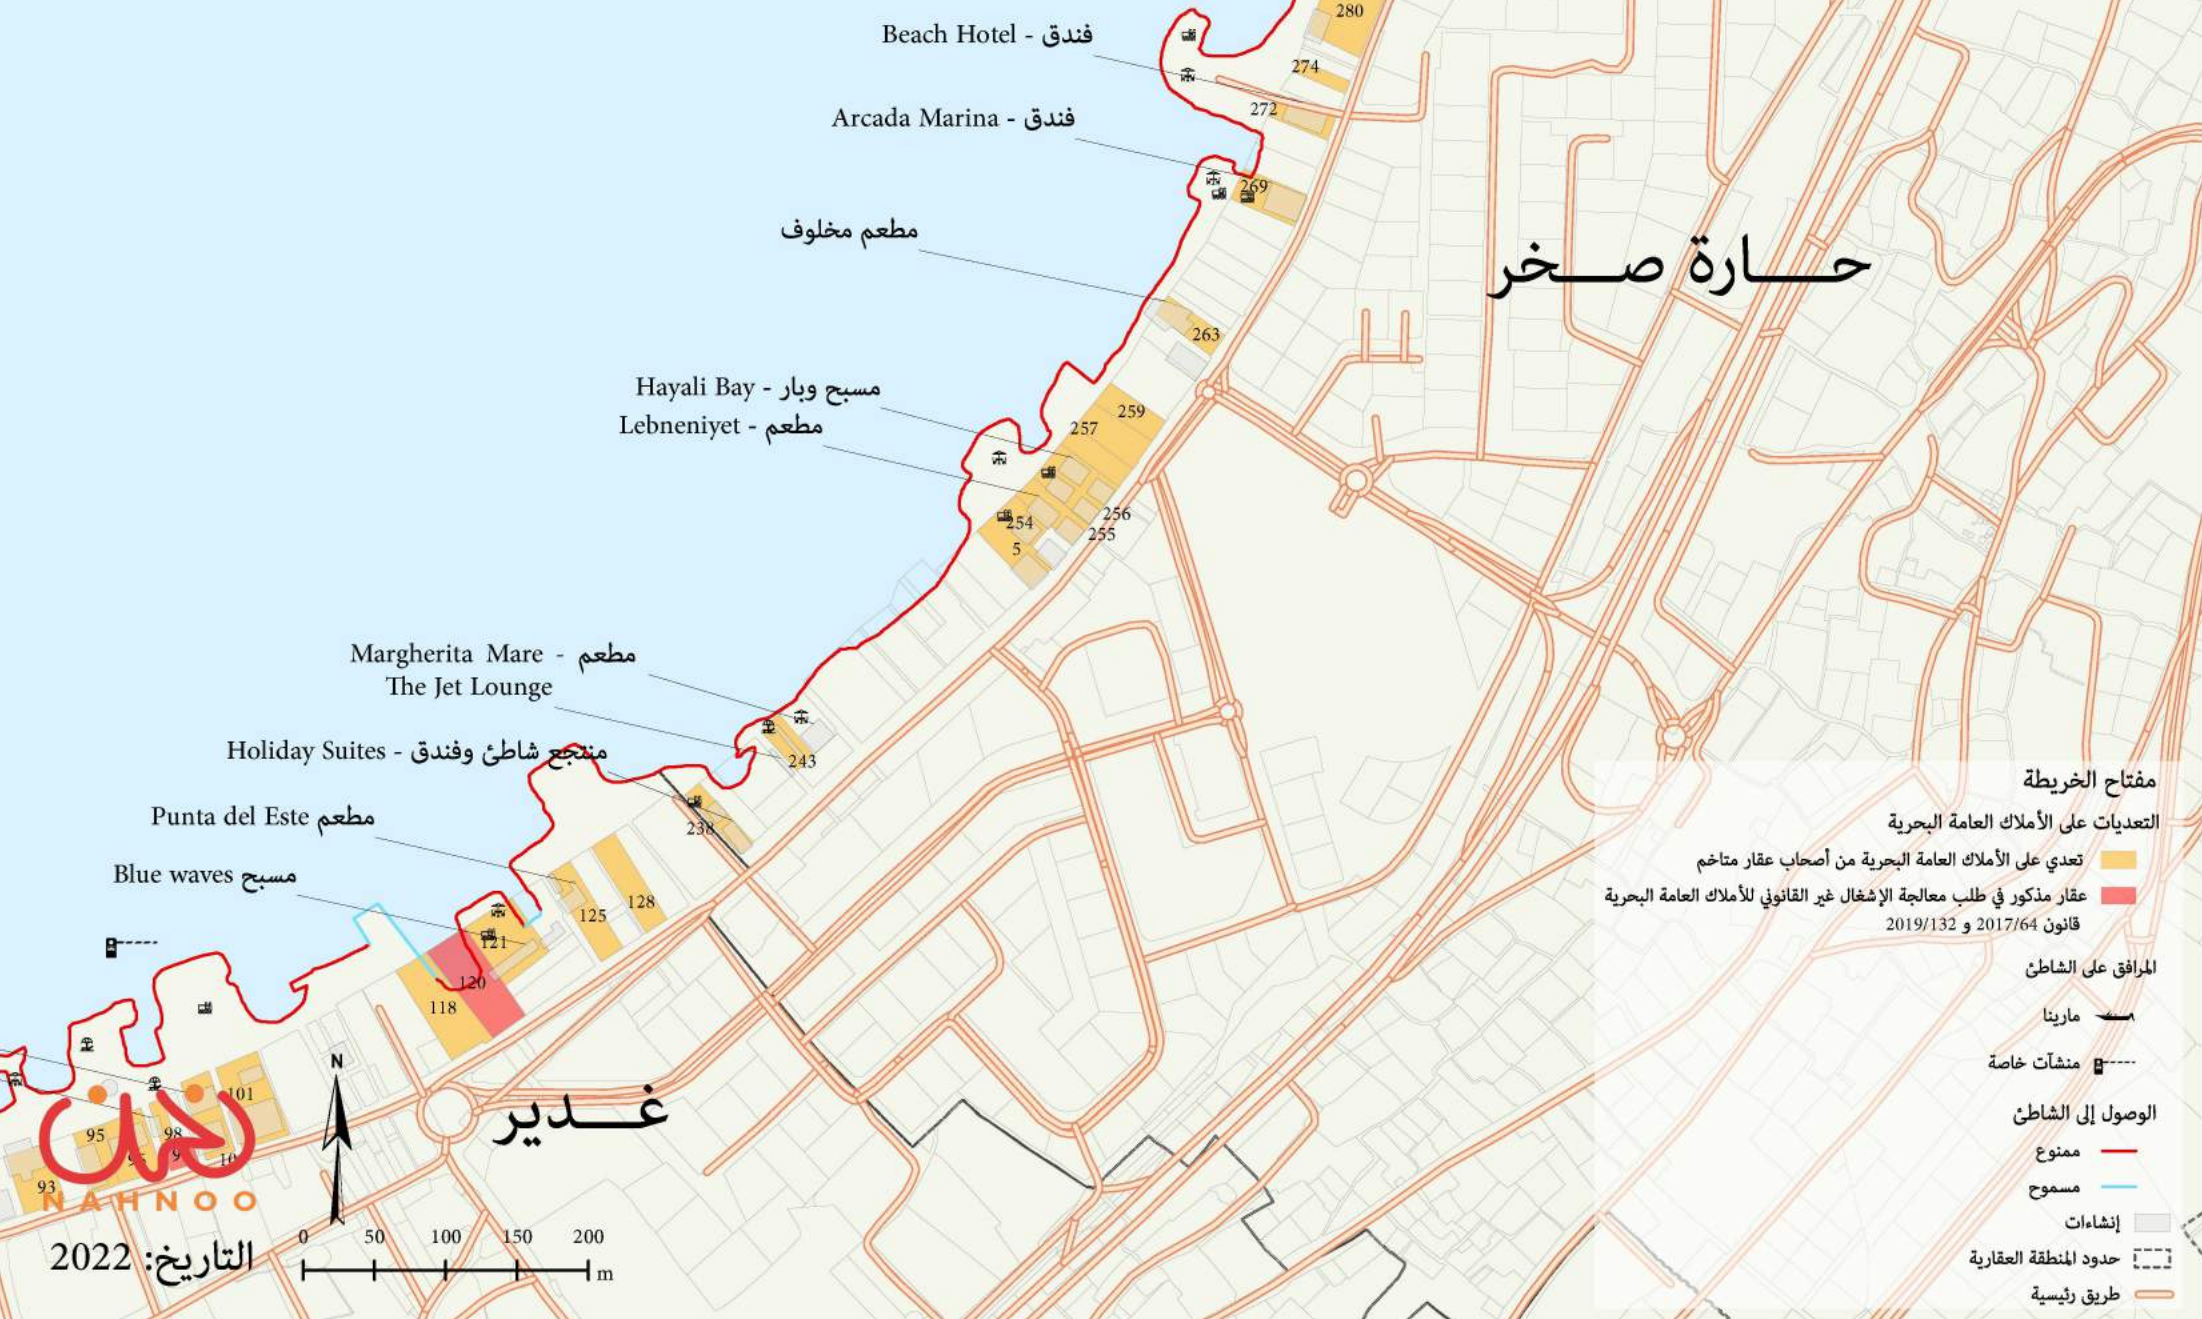 280
فندق - Beach Hotel
274
272
فندق - Arcada Marina
269
مطعم مخلوف
حارة صخر
263
مسبح وبار - Hayali Bay
مطعم - Lebneniyet
259
257
256
254
255
5
مطعم - Margherita Mare
The Jet Lounge
243
منتجع شاطئ وفندق - Holiday Suites
238
مطعم Punta del Este
مسبح Blue waves
128
125
121
120
118
غدير
101
98
95
93
N
NAHNOO
نحن
التاريخ: 2022
0 50 100 150 200
m
مفتاح الخريطة
التعديات على الأملاك العامة البحرية
تعدي على الأملاك العامة البحرية من أصحاب عقار متاخم
عقار مذكور في طلب معالجة الإشغال غير القانوني للأملاك العامة البحرية
قانون 2017/64 و 2019/132
المرافق على الشاطئ
مارينا
منشآت خاصة
الوصول إلى الشاطئ
ممنوع
مسموح
إنشاءات
حدود المنطقة العقارية
طريق رئيسية